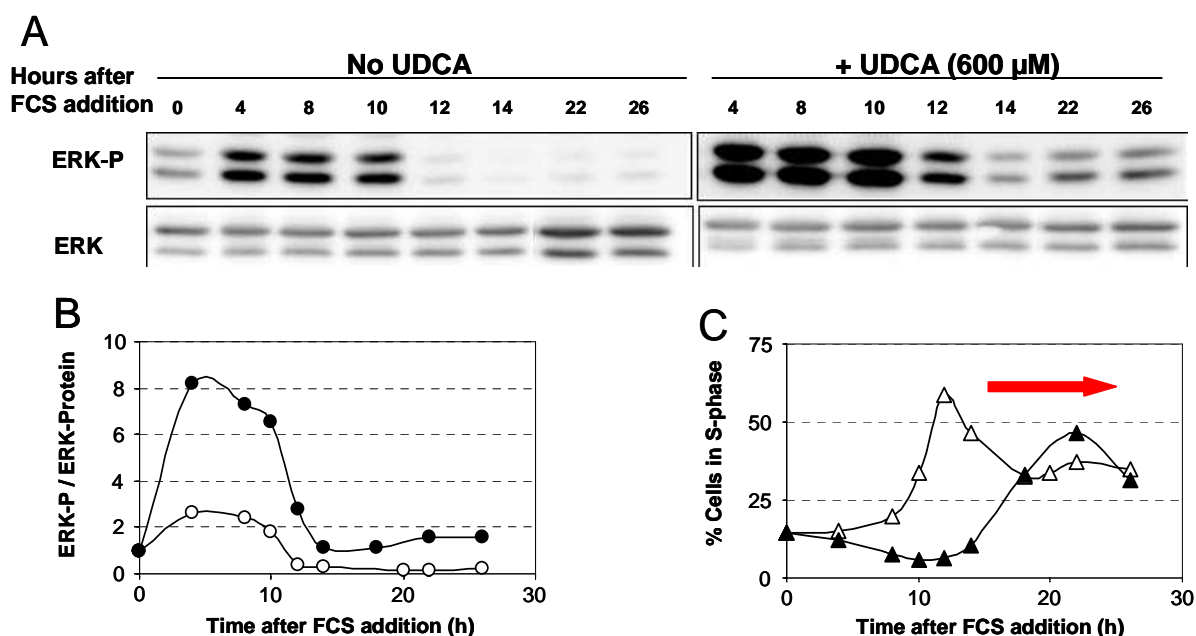 A
No UDCA
+ UDCA (600 µM)
Hours after
FCS addition
0 4 8 10 12 14 22 26
4 8 10 12 14 22 26
ERK-P
ERK
B
ERK-P / ERK-Protein
10
8
6
4
2
0
0 10 20 30
Time after FCS addition (h)
C
% Cells in S-phase
75
50
25
0
0 10 20 30
Time after FCS addition (h)